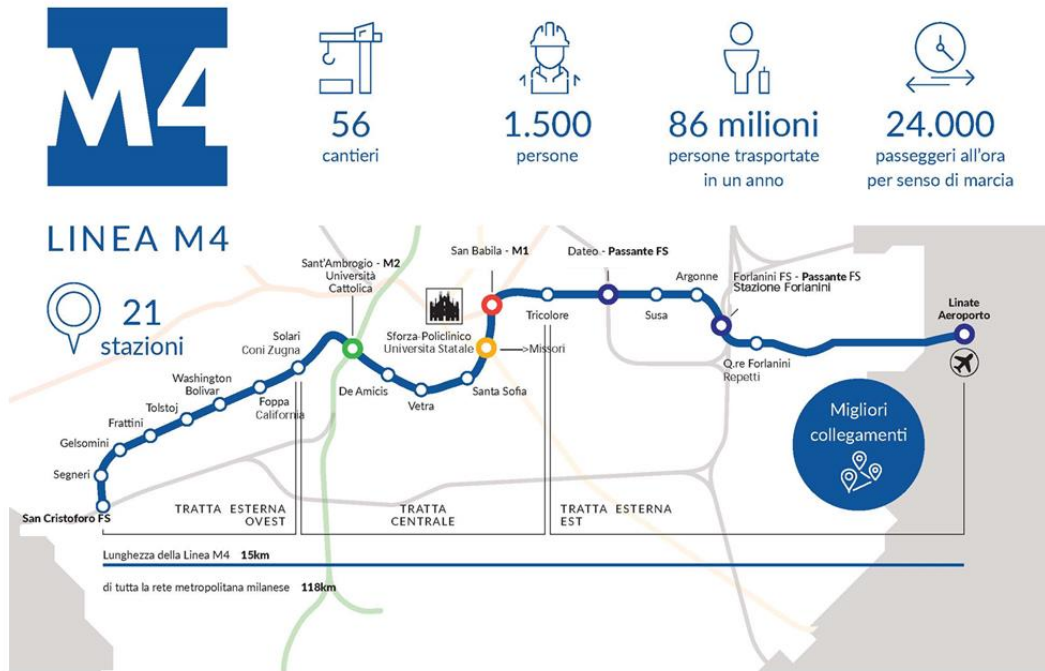 M4
56
cantieri
1.500
persone
86 milioni
persone trasportate
in un anno
24.000
passeggeri all'ora
per senso di marcia
LINEA M4
21
stazioni
San Cristoforo FS
Segneri
Gelsomini
Frattini
Tolstoj
Washington
Bolivar
Foppa
California
Solari
Coni Zugna
Sant'Ambrogio - M2
Università
Cattolica
De Amicis
Vetra
Santa Sofia
Sforza-Policlinico
Universita Statale
->Missori
San Babila - M1
Tricolore
Dateo - Passante FS
Susa
Argonne
Forlanini FS - Passante FS
Stazione Forlanini
Q.re Forlanini
Repetti
Linate
Aeroporto
Migliori
collegamenti
TRATTA ESTERNA
OVEST
TRATTA
CENTRALE
TRATTA ESTERNA
EST
Lunghezza della Linea M4 15km
di tutta la rete metropolitana milanese 118km